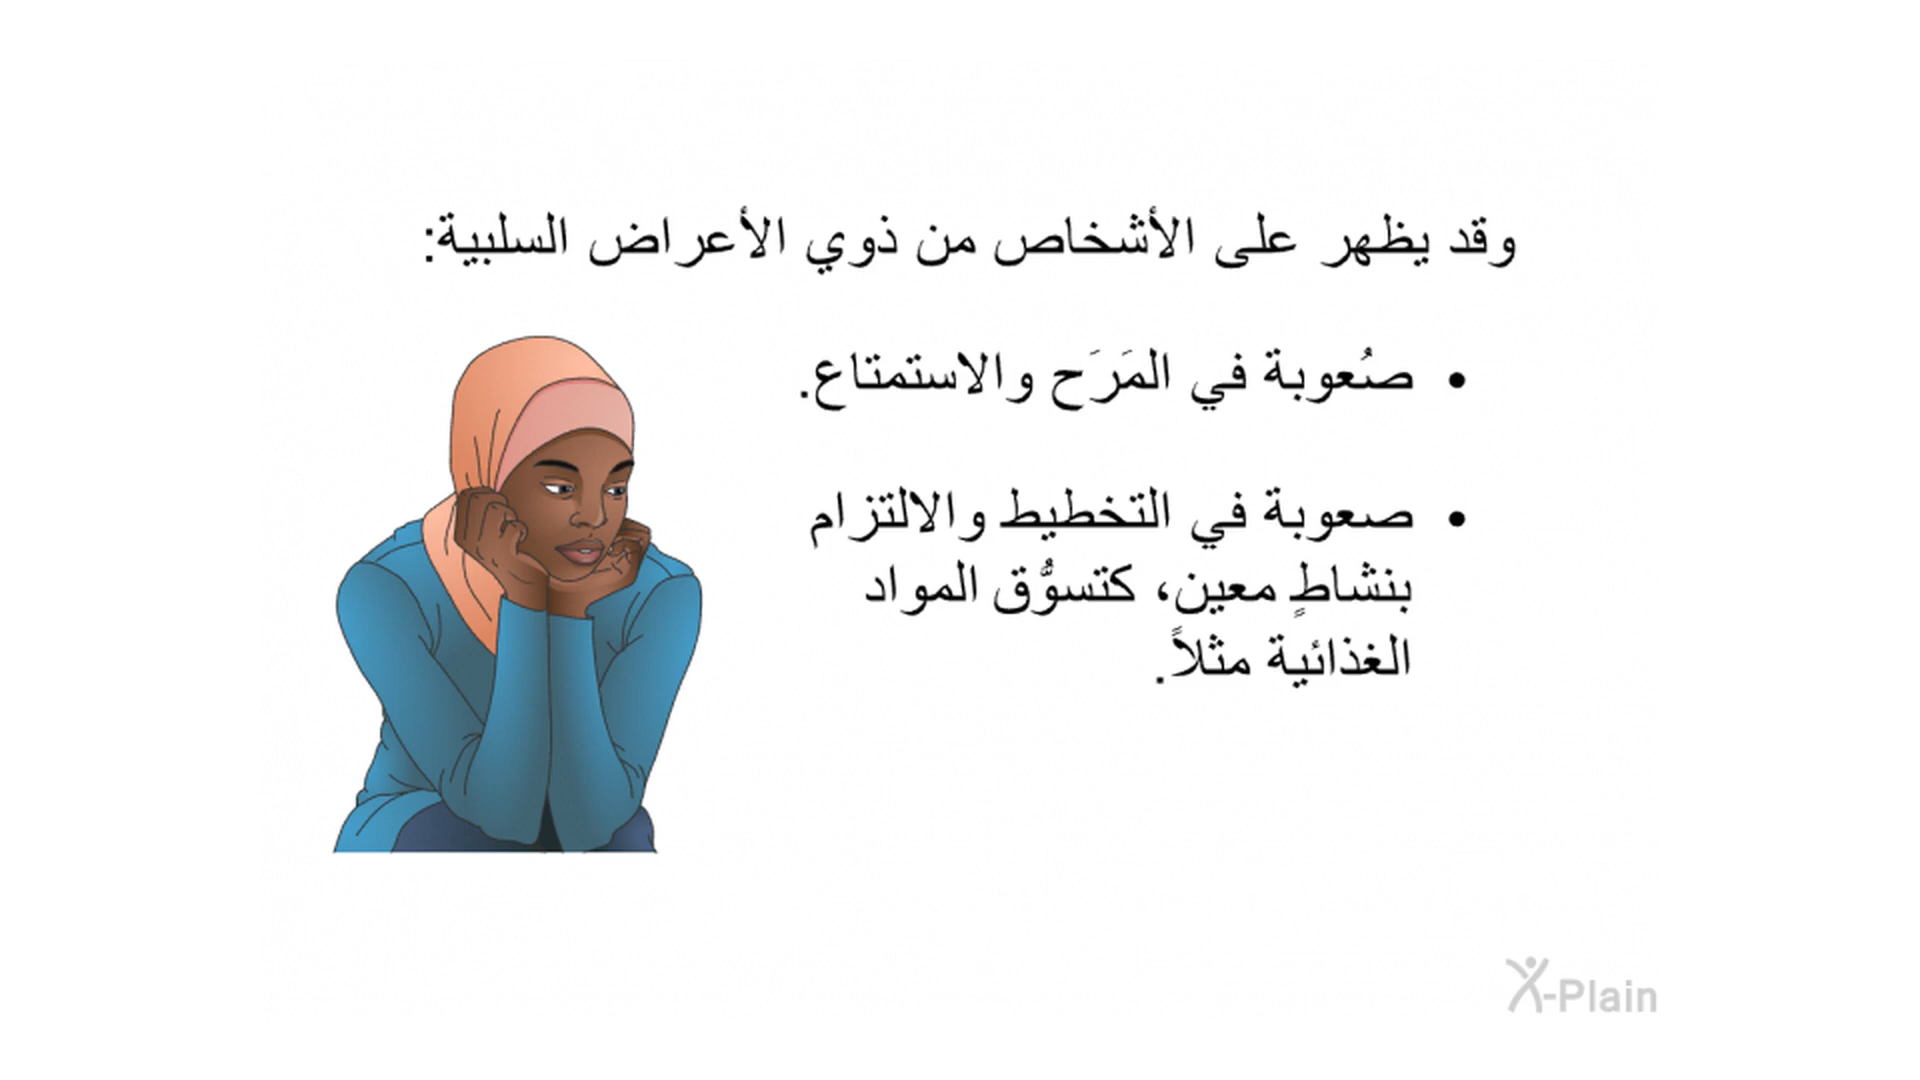 وقد يظهر على الأشخاص من ذوي الأعراض السلبية:
• صُعوبة في المَرَح والاستمتاع.
• صعوبة في التخطيط والالتزام
بنشاطٍ معين، كتسوُّق المواد
الغذائية مثلاً.
X-Plain